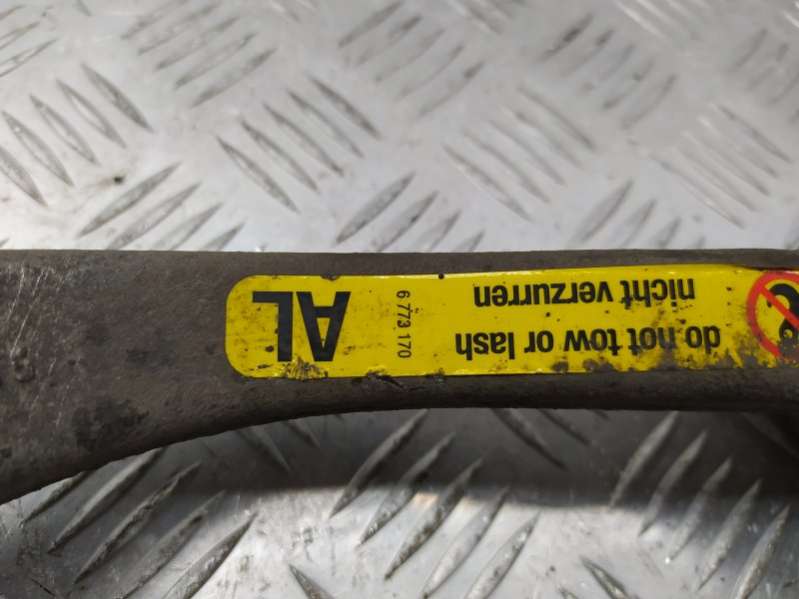 do not tow or lash
nicht verzurren
6 773 170
AL